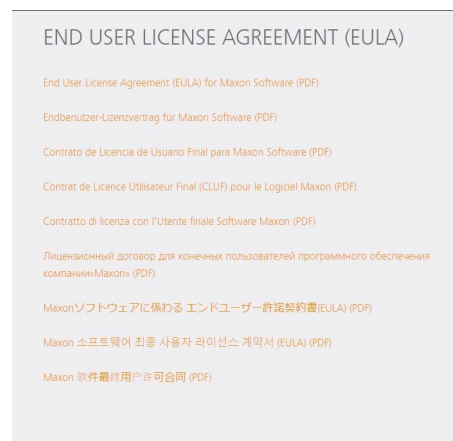 END USER LICENSE AGREEMENT (EULA)
End User License Agreement (EULA) for Maxon Software (PDF)
Endbenutzer-Lizenzvertrag für Maxon Software (PDF)
Contrato de Licencia de Usuario Final para Maxon Software (PDF)
Contrat de Licence Utilisateur Final (CLUF) pour le Logiciel Maxon (PDF)
Contratto di licenza con l'Utente finale Software Maxon (PDF)
Лицензионный договор для конечных пользователей программного обеспечения
компании«Maxon» (PDF)
Maxonソフトウェアに係わる エンドユーザー許諾契約書(EULA) (PDF)
Maxon 소프트웨어 최종 사용자 라이선스 계약서 (EULA) (PDF)
Maxon 软件最终用户许可合同 (PDF)